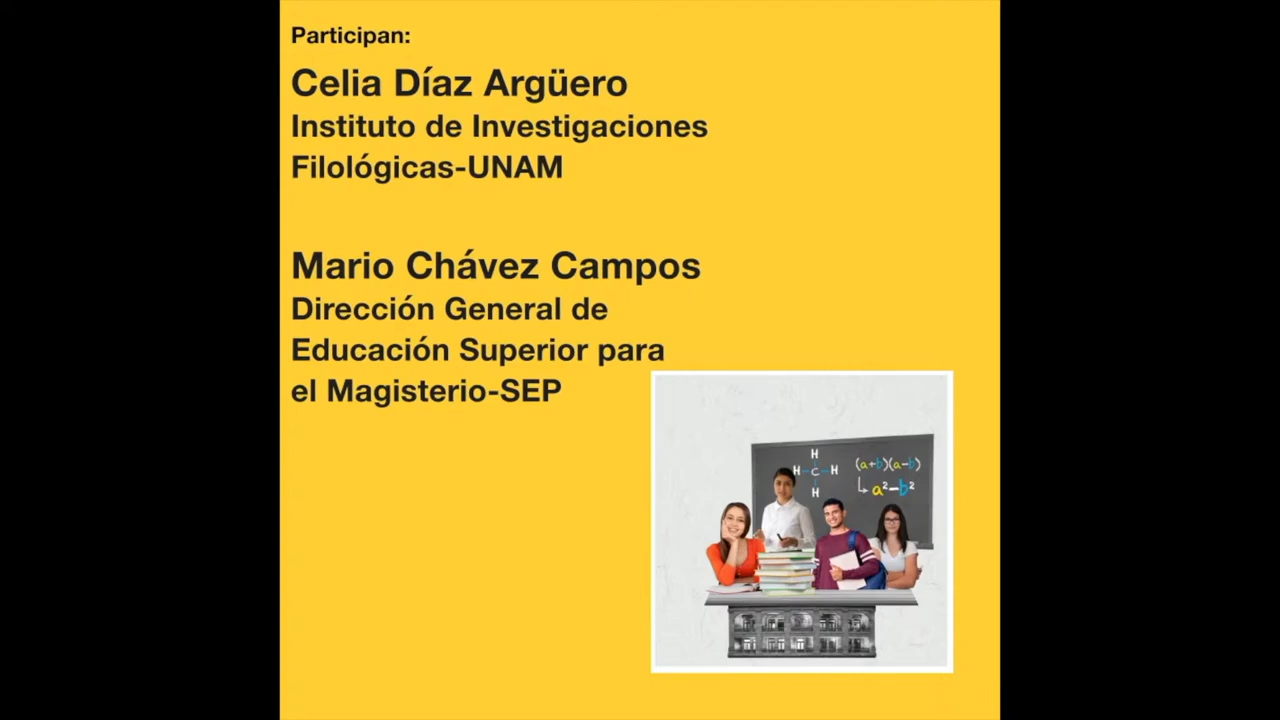 Participan:
Celia Díaz Argüero
Instituto de Investigaciones
Filológicas-UNAM
Mario Chávez Campos
Dirección General de
Educación Superior para
el Magisterio-SEP
H
H-C-H
H
(a+b)(a-b)
a²-b²